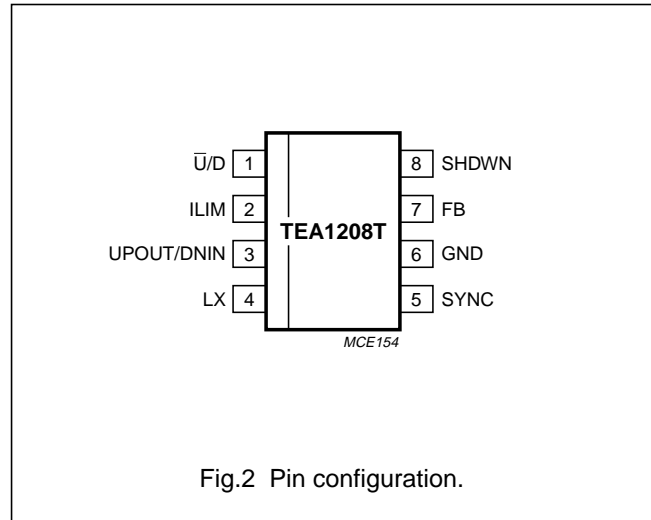 U̅/D 1
ILIM 2
UPOUT/DNIN 3
LX 4
TEA1208T
8 SHDWN
7 FB
6 GND
5 SYNC
MCE154
Fig.2 Pin configuration.